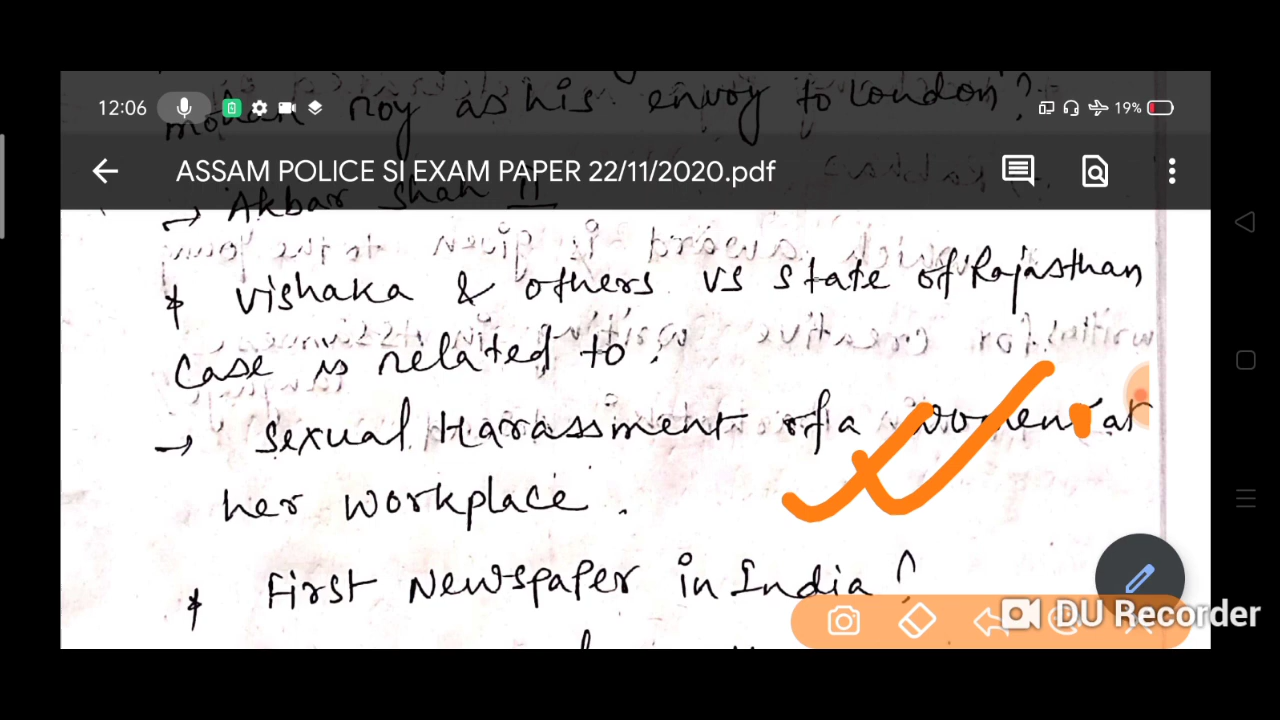 mohan roy as his envoy to London?
12:06
19%
ASSAM POLICE SI EXAM PAPER 22/11/2020.pdf
→ Akbar Shah II
* Vishaka & others vs state of Rajasthan
case is related to.
→ Sexual Harassment of a women at
her workplace.
* First Newspaper in India?
DU Recorder